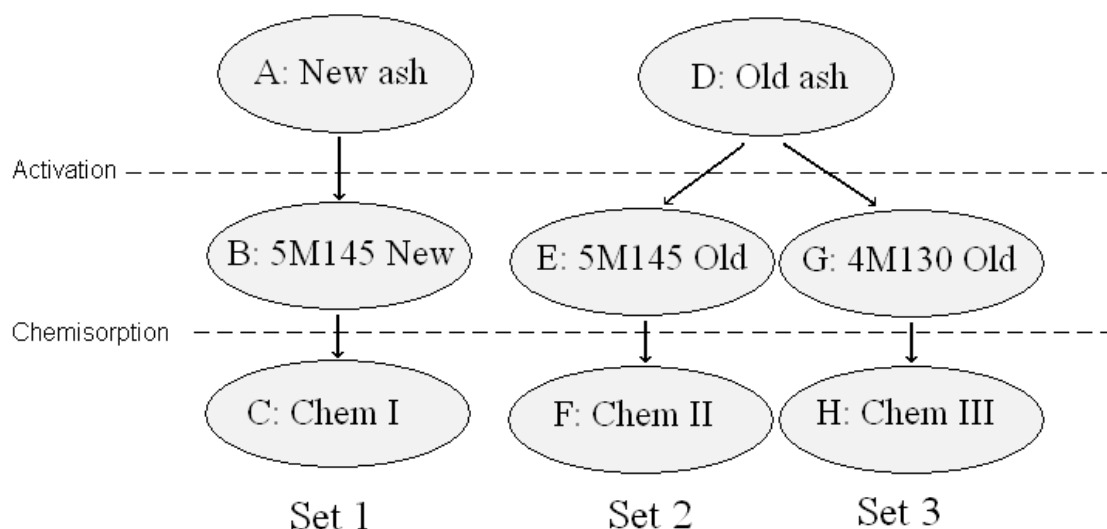 A: New ash
D: Old ash
Activation
B: 5M145 New
E: 5M145 Old
G: 4M130 Old
Chemisorption
C: Chem I
F: Chem II
H: Chem III
Set 1
Set 2
Set 3